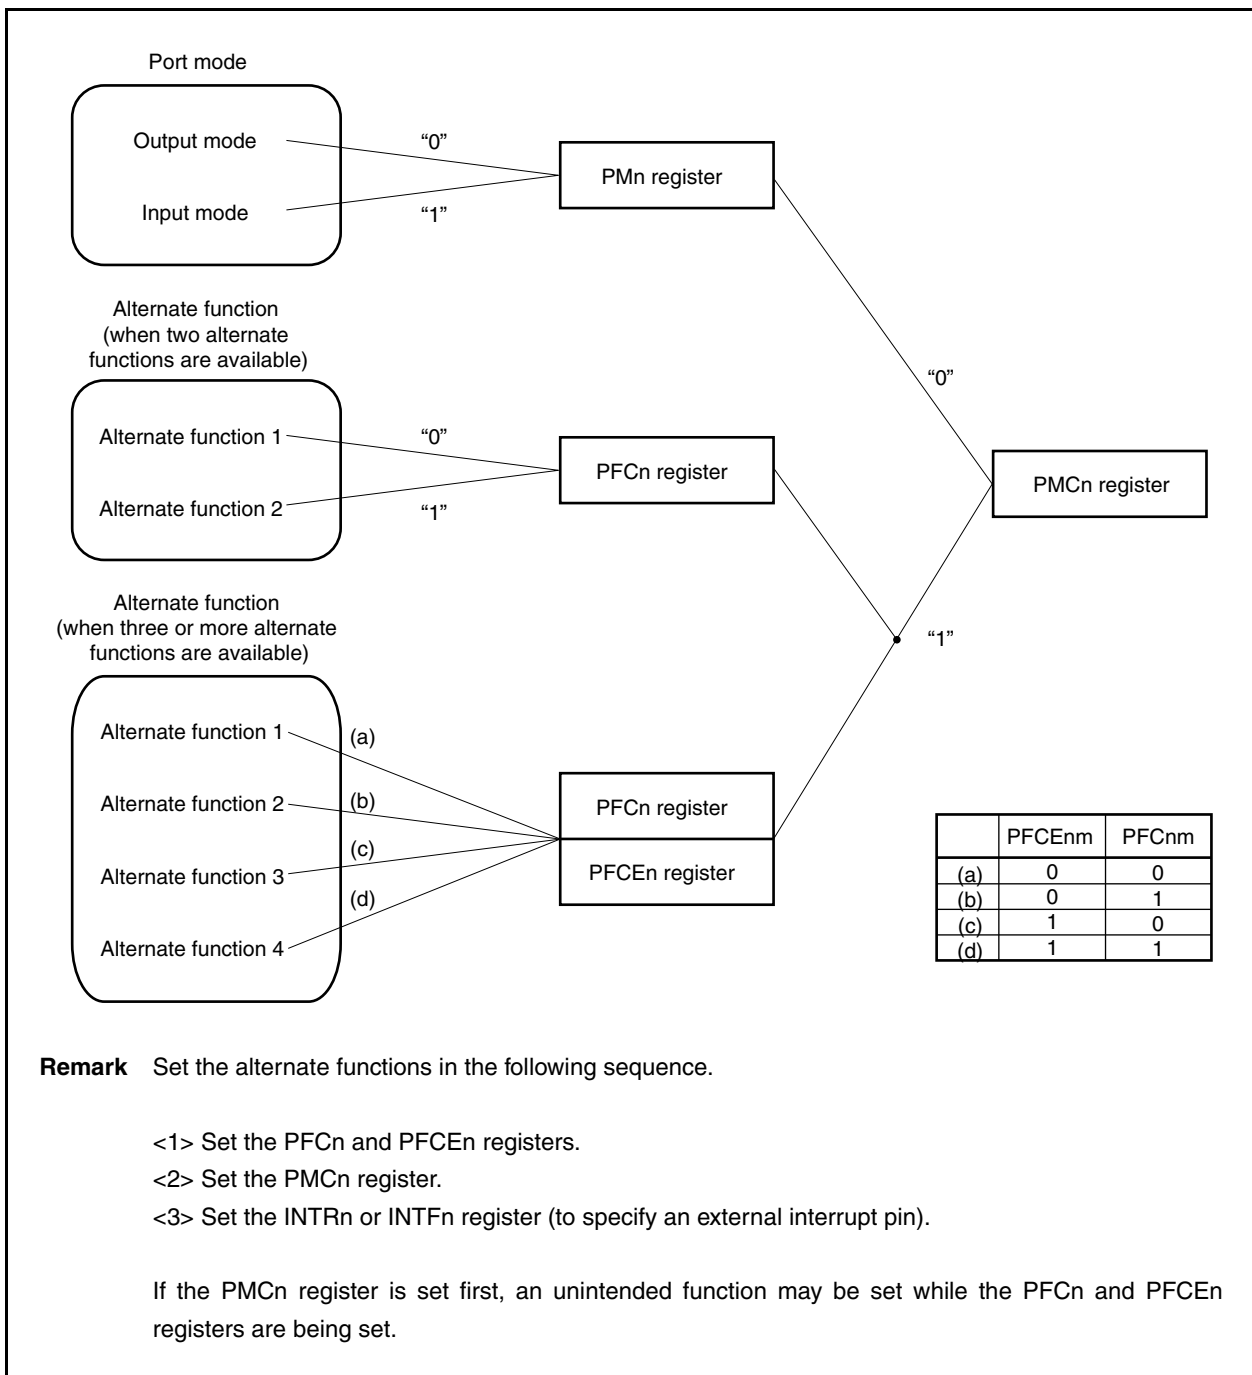 Port mode
Output mode
“0”
PMn register
Input mode
“1”
Alternate function
(when two alternate
functions are available)
“0”
Alternate function 1
“0”
PFCn register
PMCn register
Alternate function 2
“1”
Alternate function
(when three or more alternate
functions are available)
“1”
Alternate function 1
(a)
Alternate function 2
(b)
PFCn register
(c)
Alternate function 3
PFCEn register
(d)
Alternate function 4
PFCEnm PFCnm
(a) 0 0
(b) 0 1
(c) 1 0
(d) 1 1
Remark Set the alternate functions in the following sequence.
<1> Set the PFCn and PFCEn registers.
<2> Set the PMCn register.
<3> Set the INTRn or INTFn register (to specify an external interrupt pin).
If the PMCn register is set first, an unintended function may be set while the PFCn and PFCEn
registers are being set.